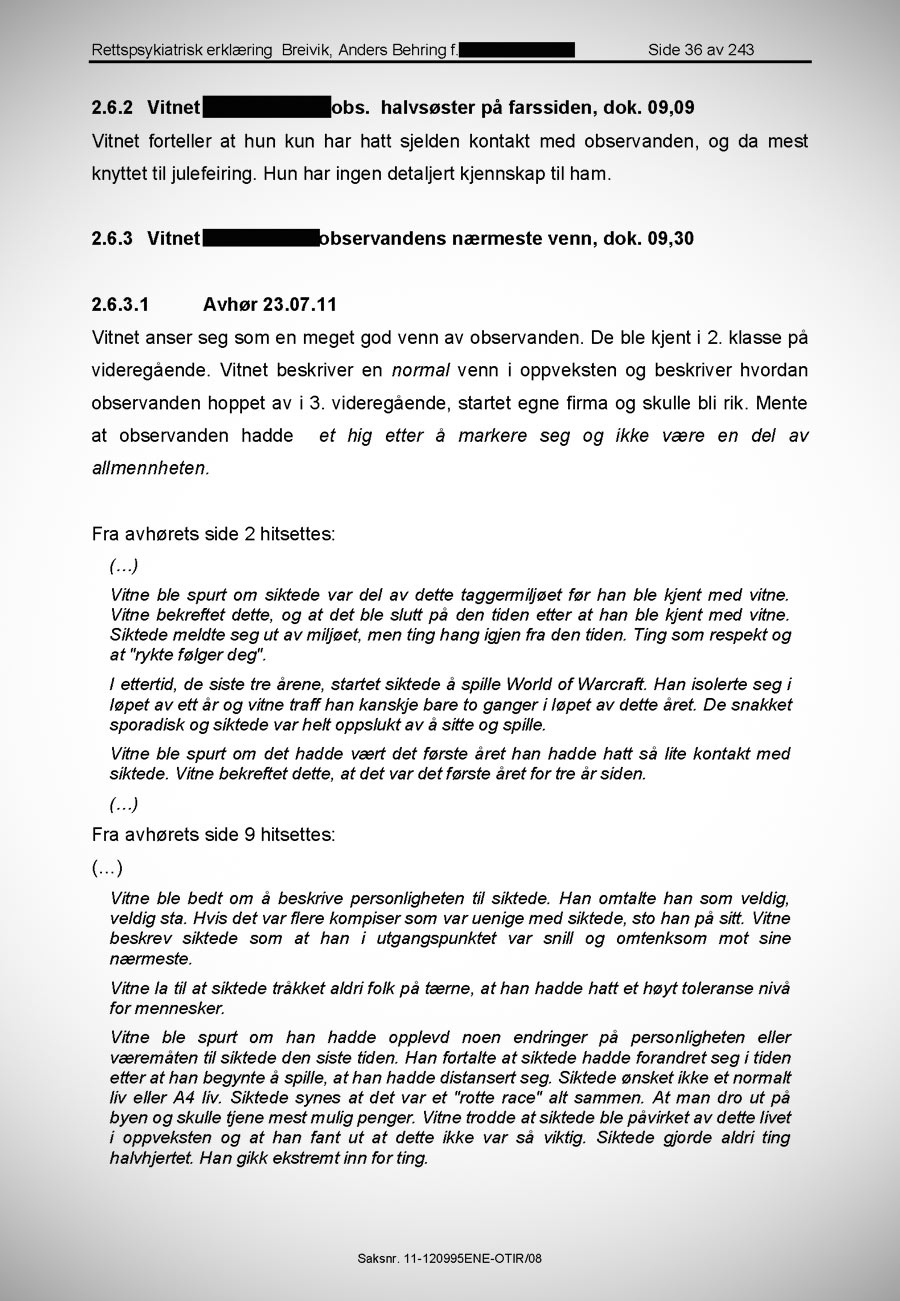 Rettspsykiatrisk erklæring Breivik, Anders Behring f. Side 36 av 243
2.6.2 Vitnet obs. halvsøster på farssiden, dok. 09,09
Vitnet forteller at hun kun har hatt sjelden kontakt med observanden, og da mest
knyttet til julefeiring. Hun har ingen detaljert kjennskap til ham.
2.6.3 Vitnet observandens nærmeste venn, dok. 09,30
2.6.3.1 Avhør 23.07.11
Vitnet anser seg som en meget god venn av observanden. De ble kjent i 2. klasse på
videregående. Vitnet beskriver en normal venn i oppveksten og beskriver hvordan
observanden hoppet av i 3. videregående, startet egne firma og skulle bli rik. Mente
at observanden hadde et hig etter å markere seg og ikke være en del av
allmennheten.
Fra avhørets side 2 hitsettes:
(…)
Vitne ble spurt om siktede var del av dette taggermiljøet før han ble kjent med vitne.
Vitne bekreftet dette, og at det ble slutt på den tiden etter at han ble kjent med vitne.
Siktede meldte seg ut av miljøet, men ting hang igjen fra den tiden. Ting som respekt og
at "rykte følger deg".
I ettertid, de siste tre årene, startet siktede å spille World of Warcraft. Han isolerte seg i
løpet av ett år og vitne traff han kanskje bare to ganger i løpet av dette året. De snakket
sporadisk og siktede var helt oppslukt av å sitte og spille.
Vitne ble spurt om det hadde vært det første året han hadde hatt så lite kontakt med
siktede. Vitne bekreftet dette, at det var det første året for tre år siden.
(…)
Fra avhørets side 9 hitsettes:
(…)
Vitne ble bedt om å beskrive personligheten til siktede. Han omtalte han som veldig,
veldig sta. Hvis det var flere kompiser som var uenige med siktede, sto han på sitt. Vitne
beskrev siktede som at han i utgangspunktet var snill og omtenksom mot sine
nærmeste.
Vitne la til at siktede tråkket aldri folk på tærne, at han hadde hatt et høyt toleranse nivå
for mennesker.
Vitne ble spurt om han hadde opplevd noen endringer på personligheten eller
væremåten til siktede den siste tiden. Han fortalte at siktede hadde forandret seg i tiden
etter at han begynte å spille, at han hadde distansert seg. Siktede ønsket ikke et normalt
liv eller A4 liv. Siktede synes at det var et "rotte race" alt sammen. At man dro ut på
byen og skulle tjene mest mulig penger. Vitne trodde at siktede ble påvirket av dette livet
i oppveksten og at han fant ut at dette ikke var så viktig. Siktede gjorde aldri ting
halvhjertet. Han gikk ekstremt inn for ting.
Saksnr. 11-120995ENE-OTIR/08